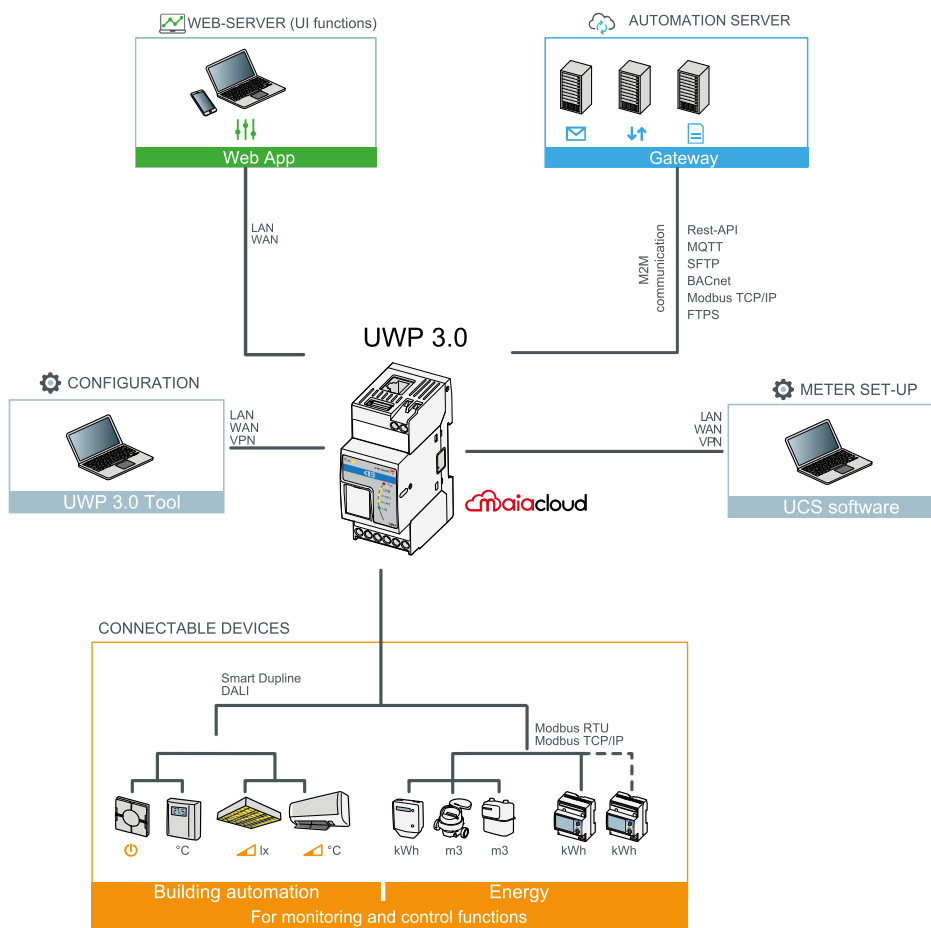 WEB-SERVER (UI functions)
Web App
AUTOMATION SERVER
Gateway
LAN
WAN
M2M
communication
Rest-API
MQTT
SFTP
BACnet
Modbus TCP/IP
FTPS
UWP 3.0
CONFIGURATION
LAN
WAN
VPN
UWP 3.0 Tool
METER SET-UP
LAN
WAN
VPN
UCS software
maiacloud
CONNECTABLE DEVICES
Smart Dupline
DALI
Modbus RTU
Modbus TCP/IP
°C
lx
°C
kWh
m3
m3
kWh
kWh
Building automation
Energy
For monitoring and control functions